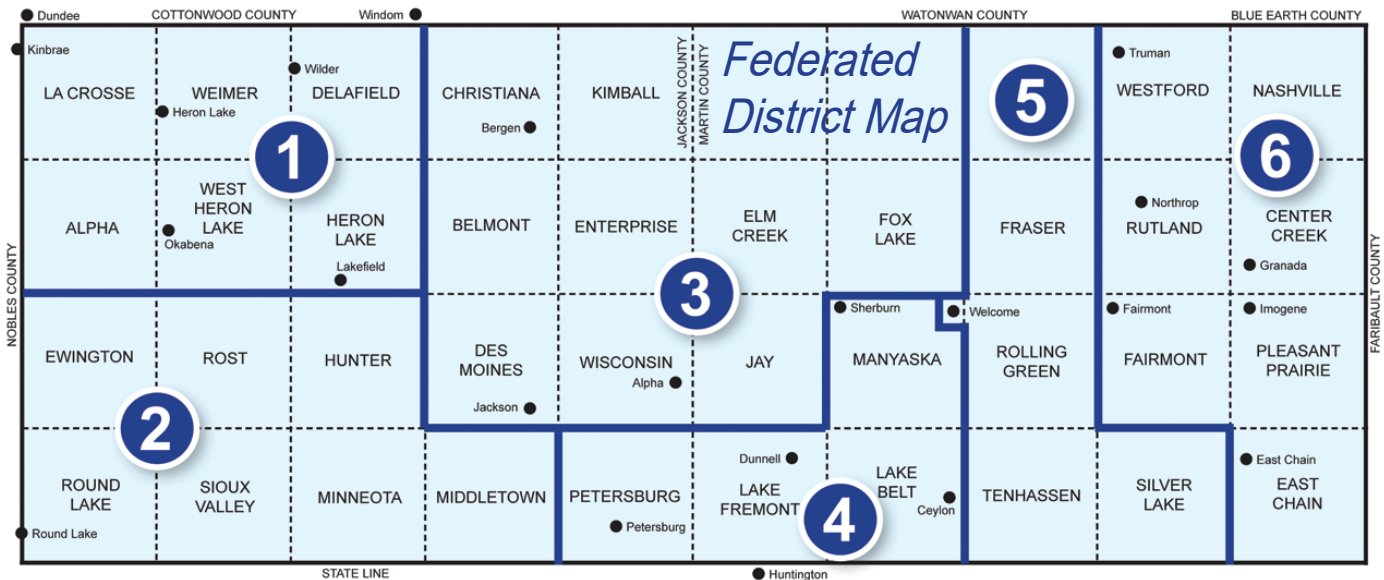 Dundee
COTTONWOOD COUNTY
Windom
WATONWAN COUNTY
BLUE EARTH COUNTY
Kinbrae
Wilder
LA CROSSE
WEIMER
DELAFIELD
Heron Lake
CHRISTIANA
Bergen
KIMBALL
JACKSON COUNTY
MARTIN COUNTY
Federated
District Map
5
Truman
WESTFORD
NASHVILLE
1
6
ALPHA
WEST
HERON
LAKE
Okabena
HERON
LAKE
Lakefield
BELMONT
ENTERPRISE
ELM
CREEK
FOX
LAKE
FRASER
Northrop
RUTLAND
CENTER
CREEK
Granada
NOBLES COUNTY
FARIBAULT COUNTY
3
Sherburn
Welcome
Fairmont
Imogene
EWINGTON
ROST
HUNTER
DES
MOINES
Jackson
WISCONSIN
Alpha
JAY
MANYASKA
ROLLING
GREEN
FAIRMONT
PLEASANT
PRAIRIE
2
ROUND
LAKE
Round Lake
SIOUX
VALLEY
MINNEOTA
MIDDLETOWN
PETERSBURG
Petersburg
Dunnell
LAKE
FREMONT
4
LAKE
BELT
Ceylon
TENHASSEN
SILVER
LAKE
East Chain
EAST
CHAIN
STATE LINE
Huntington